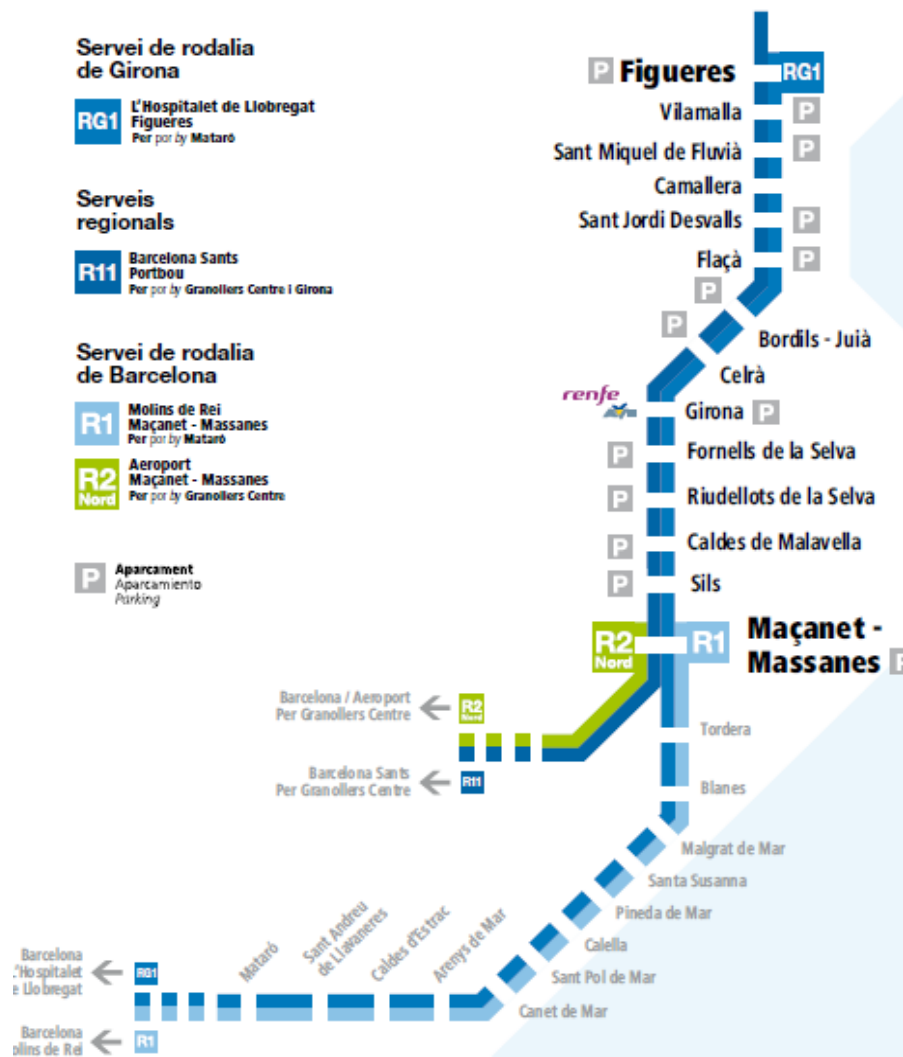 Servei de rodalia
de Girona
RG1
L'Hospitalet de Llobregat
Figueres
Per por by Mataró
Serveis
regionals
R11
Barcelona Sants
Portbou
Per por by Granollers Centre i Girona
Servei de rodalia
de Barcelona
R1
Molins de Rei
Maçanet - Massanes
Per por by Mataró
R2
Nord
Aeroport
Maçanet - Massanes
Per por by Granollers Centre
P
Aparcament
Aparcamiento
Parking
P Figueres RG1
Vilamalla P
Sant Miquel de Fluvià P
Camallera
Sant Jordi Desvalls P
Flaçà P
P
P
Bordils - Juià
Celrà
renfe
Girona P
P Fornells de la Selva
P Riudellots de la Selva
P Caldes de Malavella
P Sils
R2
Nord
R1
Maçanet -
Massanes P
Barcelona / Aeroport
Per Granollers Centre
R2
Nord
Barcelona Sants
Per Granollers Centre
R11
Tordera
Blanes
Malgrat de Mar
Santa Susanna
Pineda de Mar
Calella
Sant Pol de Mar
Canet de Mar
Arenys de Mar
Caldes d'Estrac
Sant Andreu
de Llavaneres
Mataró
Barcelona
L'Hospitalet
e Llobregat
RG1
Barcelona
olins de Rei
R1